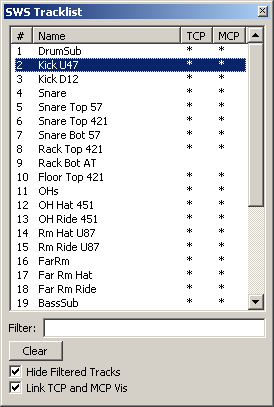 SWS Tracklist
# Name TCP MCP
1 DrumSub * *
2 Kick U47 * *
3 Kick D12 * *
4 Snare * *
5 Snare Top 57 * *
6 Snare Top 421 * *
7 Snare Bot 57 * *
8 Rack Top 421 * *
9 Rack Bot AT
10 Floor Top 421 * *
11 OHs * *
12 OH Hat 451 * *
13 OH Ride 451 * *
14 Rm Hat U87 * *
15 Rm Ride U87 * *
16 FarRm * *
17 Far Rm Hat * *
18 Far Rm Ride * *
19 BassSub * *
Filter:
Clear
Hide Filtered Tracks
Link TCP and MCP Vis